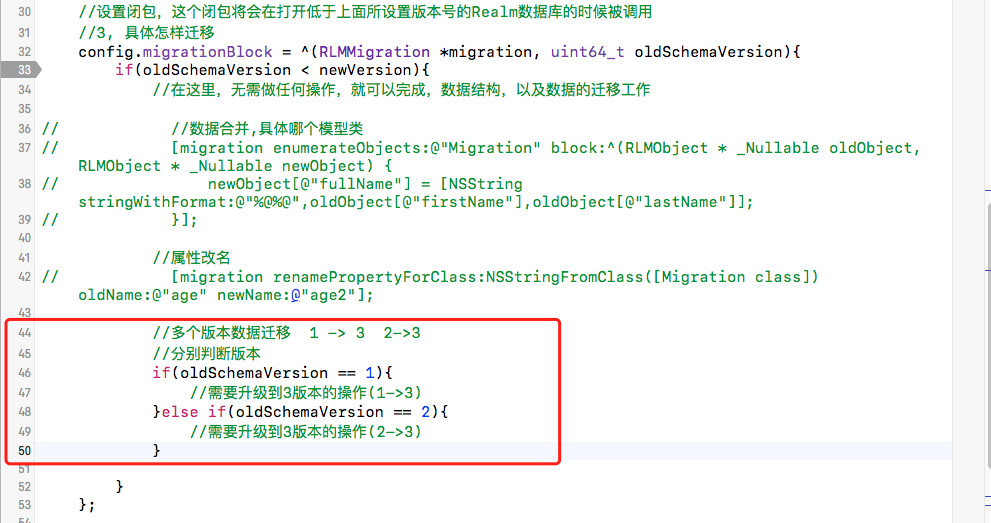 30 //设置闭包，这个闭包将会在打开低于上面所设置版本号的Realm数据库的时候被调用
31 //3, 具体怎样迁移
32 config.migrationBlock = ^(RLMMigration *migration, uint64_t oldSchemaVersion){
33 if(oldSchemaVersion < newVersion){
34 //在这里，无需做任何操作，就可以完成，数据结构，以及数据的迁移工作
35
36 // //数据合并,具体哪个模型类
37 // [migration enumerateObjects:@"Migration" block:^(RLMObject * _Nullable oldObject,
RLMObject * _Nullable newObject) {
38 // newObject[@"fullName"] = [NSString
stringWithFormat:@"%@%@",oldObject[@"firstName"],oldObject[@"lastName"]];
39 // }];
40
41 //属性改名
42 // [migration renamePropertyForClass:NSStringFromClass([Migration class])
oldName:@"age" newName:@"age2"];
43
44 //多个版本数据迁移 1 -> 3 2->3
45 //分别判断版本
46 if(oldSchemaVersion == 1){
47 //需要升级到3版本的操作(1->3)
48 }else if(oldSchemaVersion == 2){
49 //需要升级到3版本的操作(2->3)
50 }
51
52 }
53 };
54